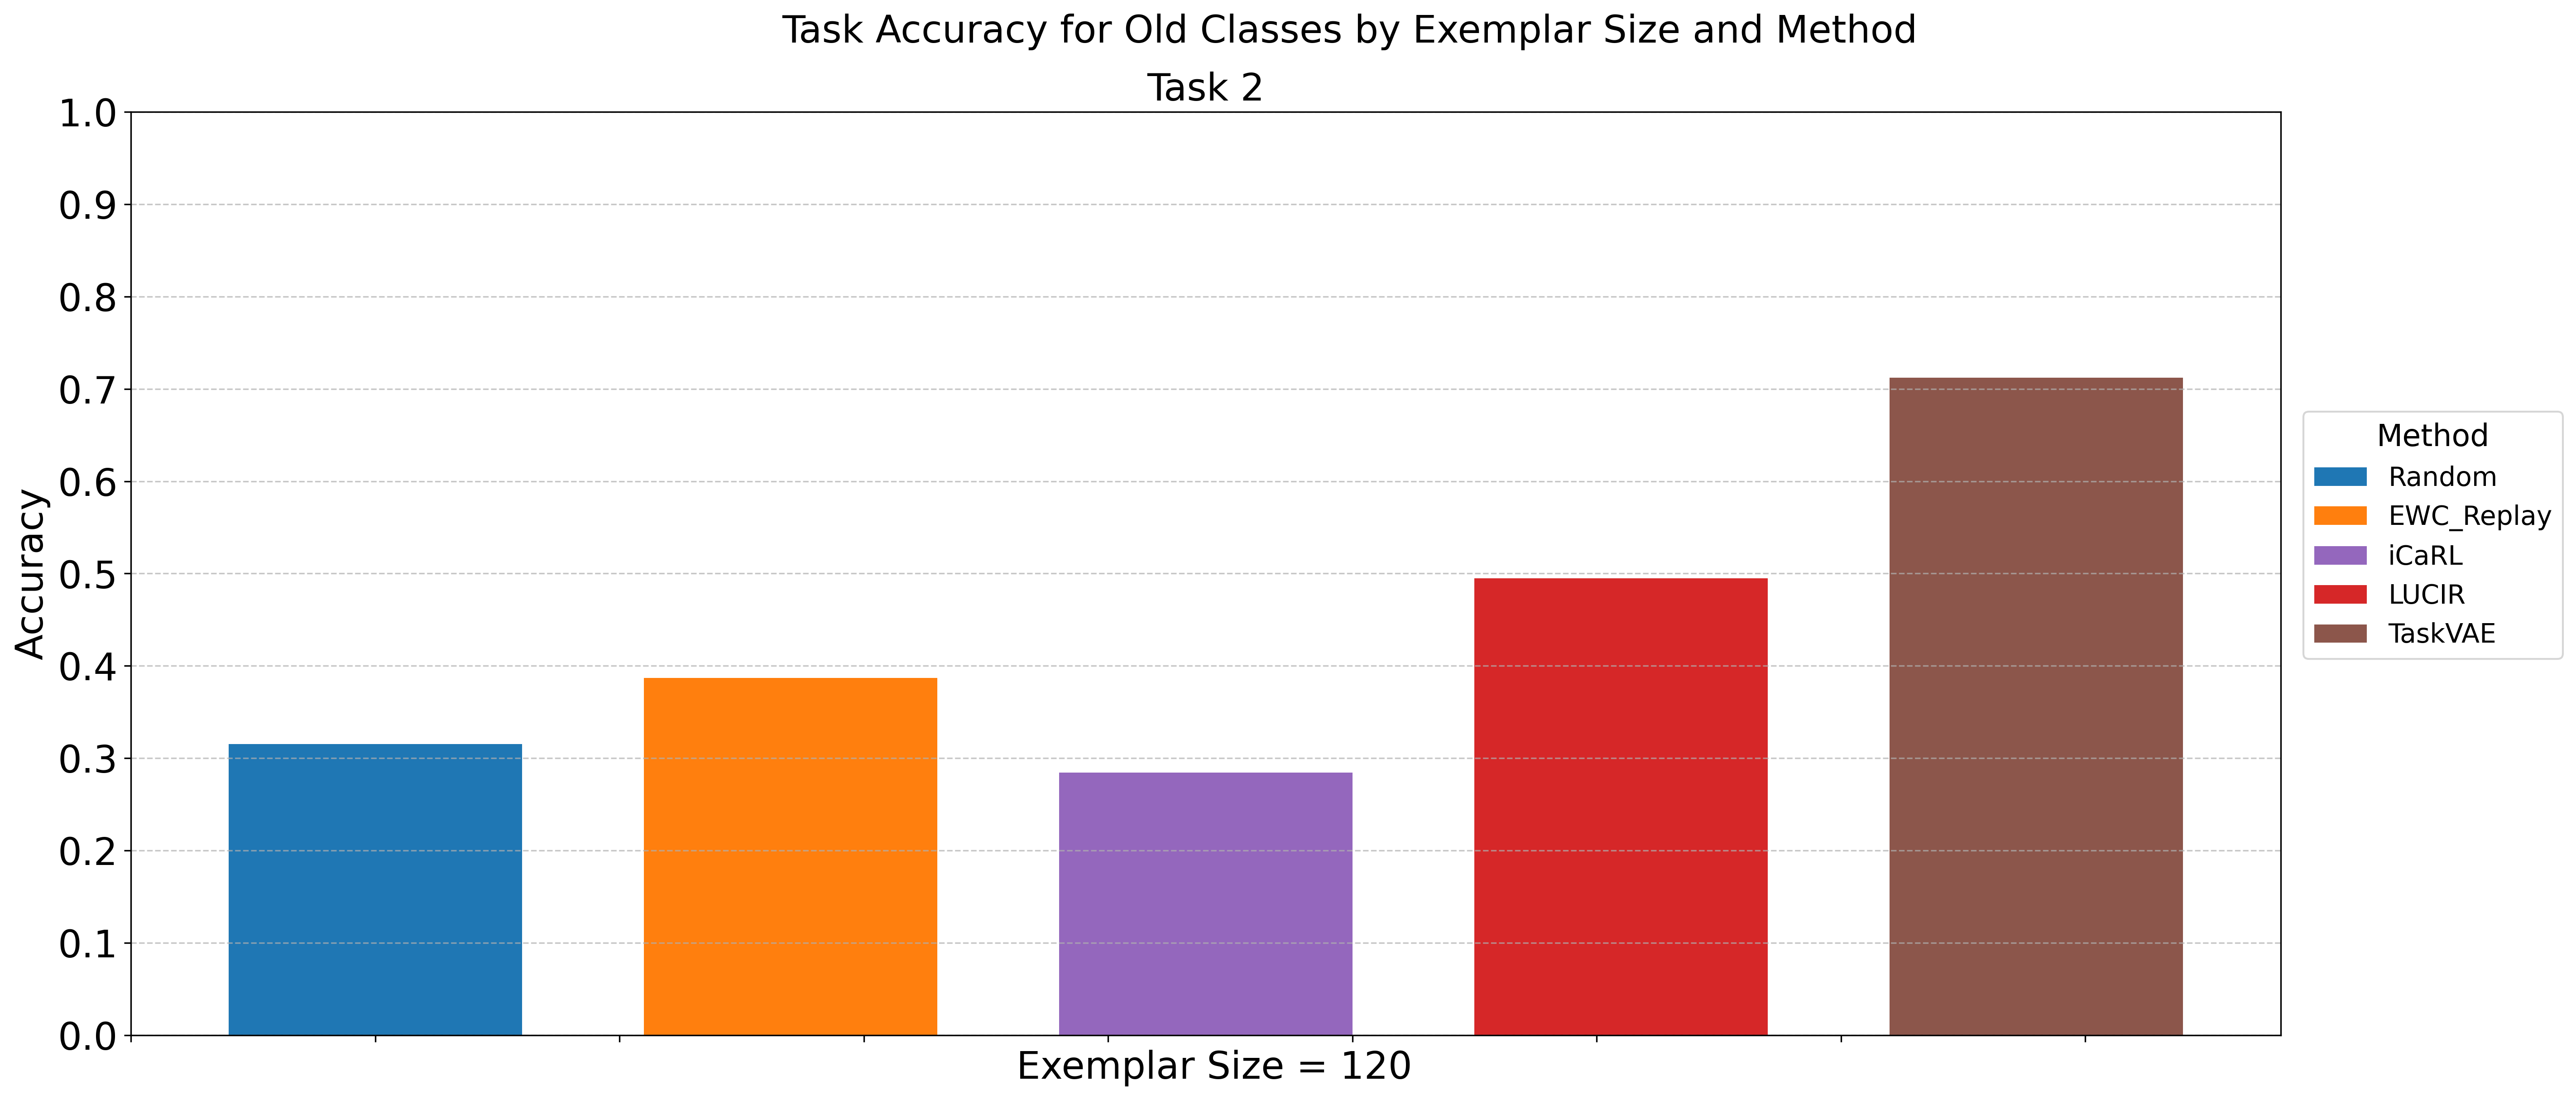 Task Accuracy for Old Classes by Exemplar Size and Method
Task 2
1.0
0.9
0.8
0.7
0.6
0.5
0.4
0.3
0.2
0.1
0.0
Accuracy
Exemplar Size = 120
Method
Random
EWC_Replay
iCaRL
LUCIR
TaskVAE